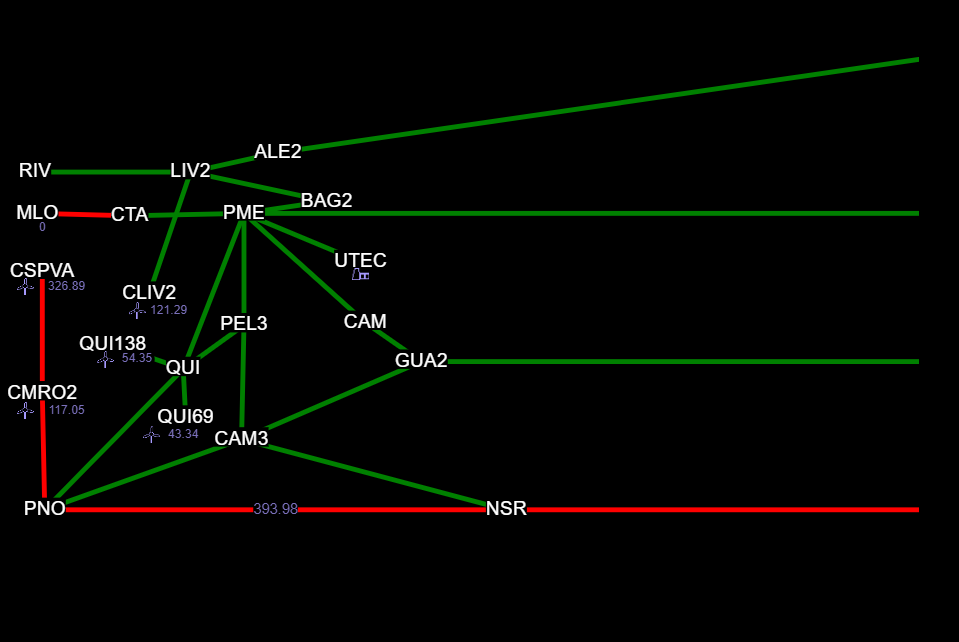 ALE2
RIV
LIV2
BAG2
MLO
0
CTA
PME
UTEC
CSPVA
326.89
CLIV2
121.29
CAM
PEL3
QUI138
54.35
QUI
GUA2
CMRO2
117.05
QUI69
43.34
CAM3
PNO
393.98
NSR